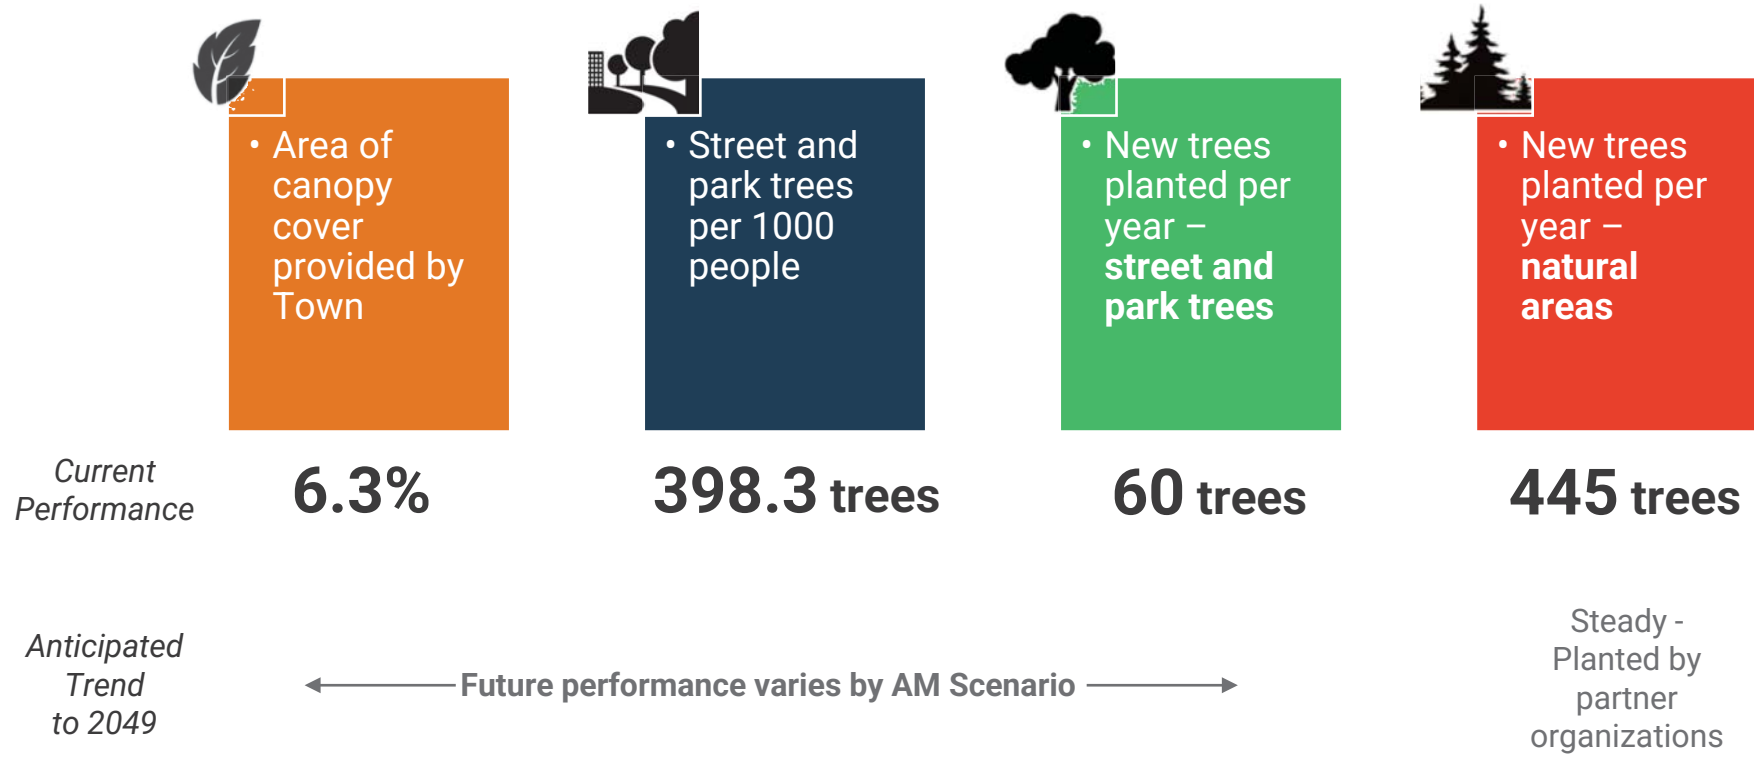 • Area of
canopy
cover
provided by
Town
• Street and
park trees
per 1000
people
• New trees
planted per
year –
street and
park trees
• New trees
planted per
year –
natural
areas
Current
Performance
6.3%
398.3 trees
60 trees
445 trees
Anticipated
Trend
to 2049
Future performance varies by AM Scenario
Steady -
Planted by
partner
organizations